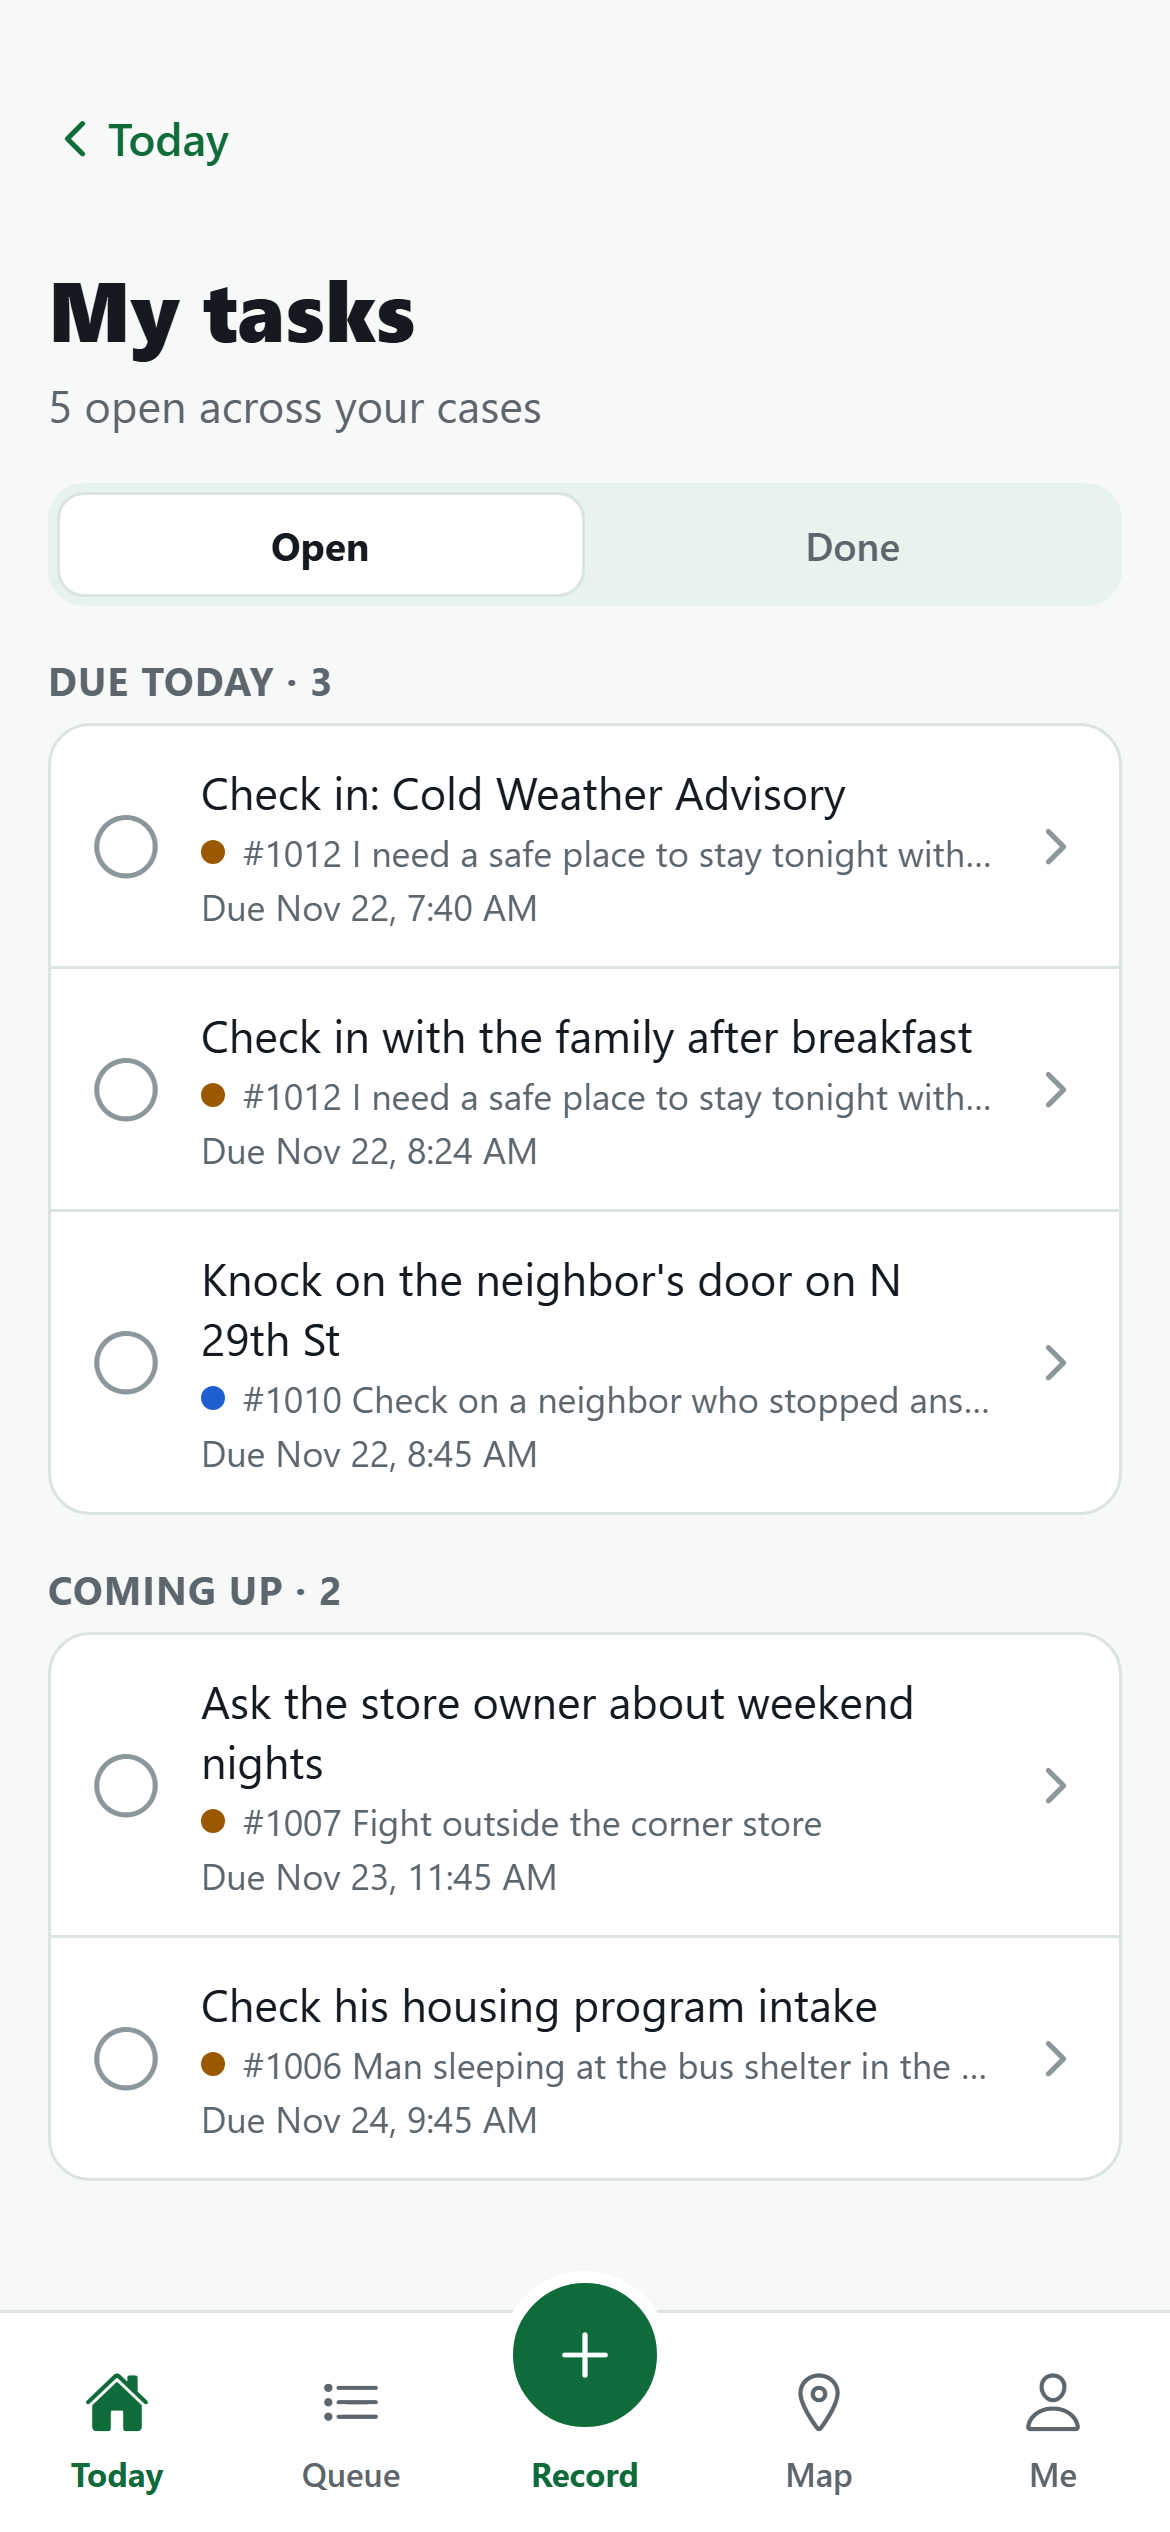 Today
My tasks
5 open across your cases
Open
Done
DUE TODAY · 3
Check in: Cold Weather Advisory
#1012 I need a safe place to stay tonight with...
Due Nov 22, 7:40 AM
Check in with the family after breakfast
#1012 I need a safe place to stay tonight with...
Due Nov 22, 8:24 AM
Knock on the neighbor's door on N
29th St
#1010 Check on a neighbor who stopped ans...
Due Nov 22, 8:45 AM
COMING UP · 2
Ask the store owner about weekend
nights
#1007 Fight outside the corner store
Due Nov 23, 11:45 AM
Check his housing program intake
#1006 Man sleeping at the bus shelter in the ...
Due Nov 24, 9:45 AM
Today
Queue
Record
Map
Me